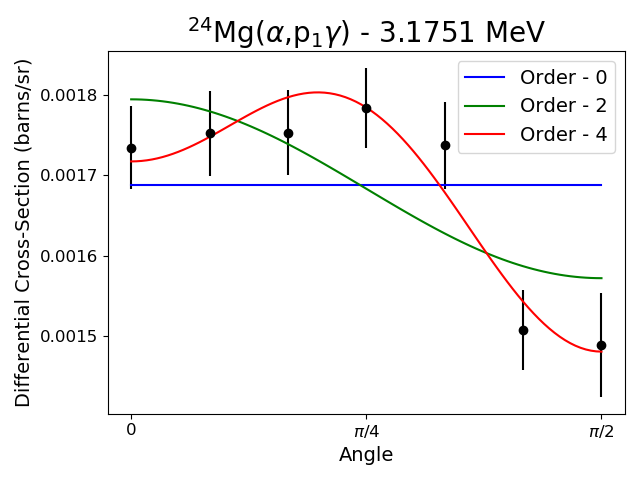 ²⁴Mg(α,p₁γ) - 3.1751 MeV
Order - 0
Order - 2
Order - 4
Differential Cross-Section (barns/sr)
0.0018
0.0017
0.0016
0.0015
0 π/4 π/2
Angle